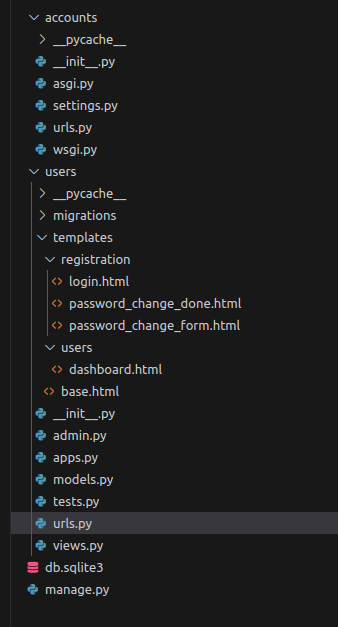 accounts
__pycache__
__init__.py
asgi.py
settings.py
urls.py
wsgi.py
users
__pycache__
migrations
templates
registration
login.html
password_change_done.html
password_change_form.html
users
dashboard.html
base.html
__init__.py
admin.py
apps.py
models.py
tests.py
urls.py
views.py
db.sqlite3
manage.py